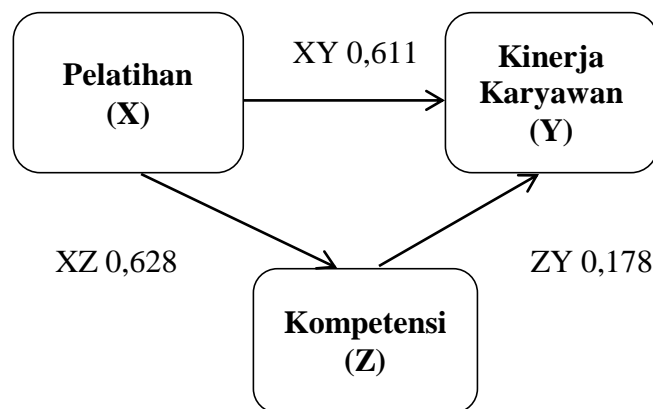 Pelatihan
(X)
XY 0,611
Kinerja
Karyawan
(Y)
XZ 0,628
ZY 0,178
Kompetensi
(Z)